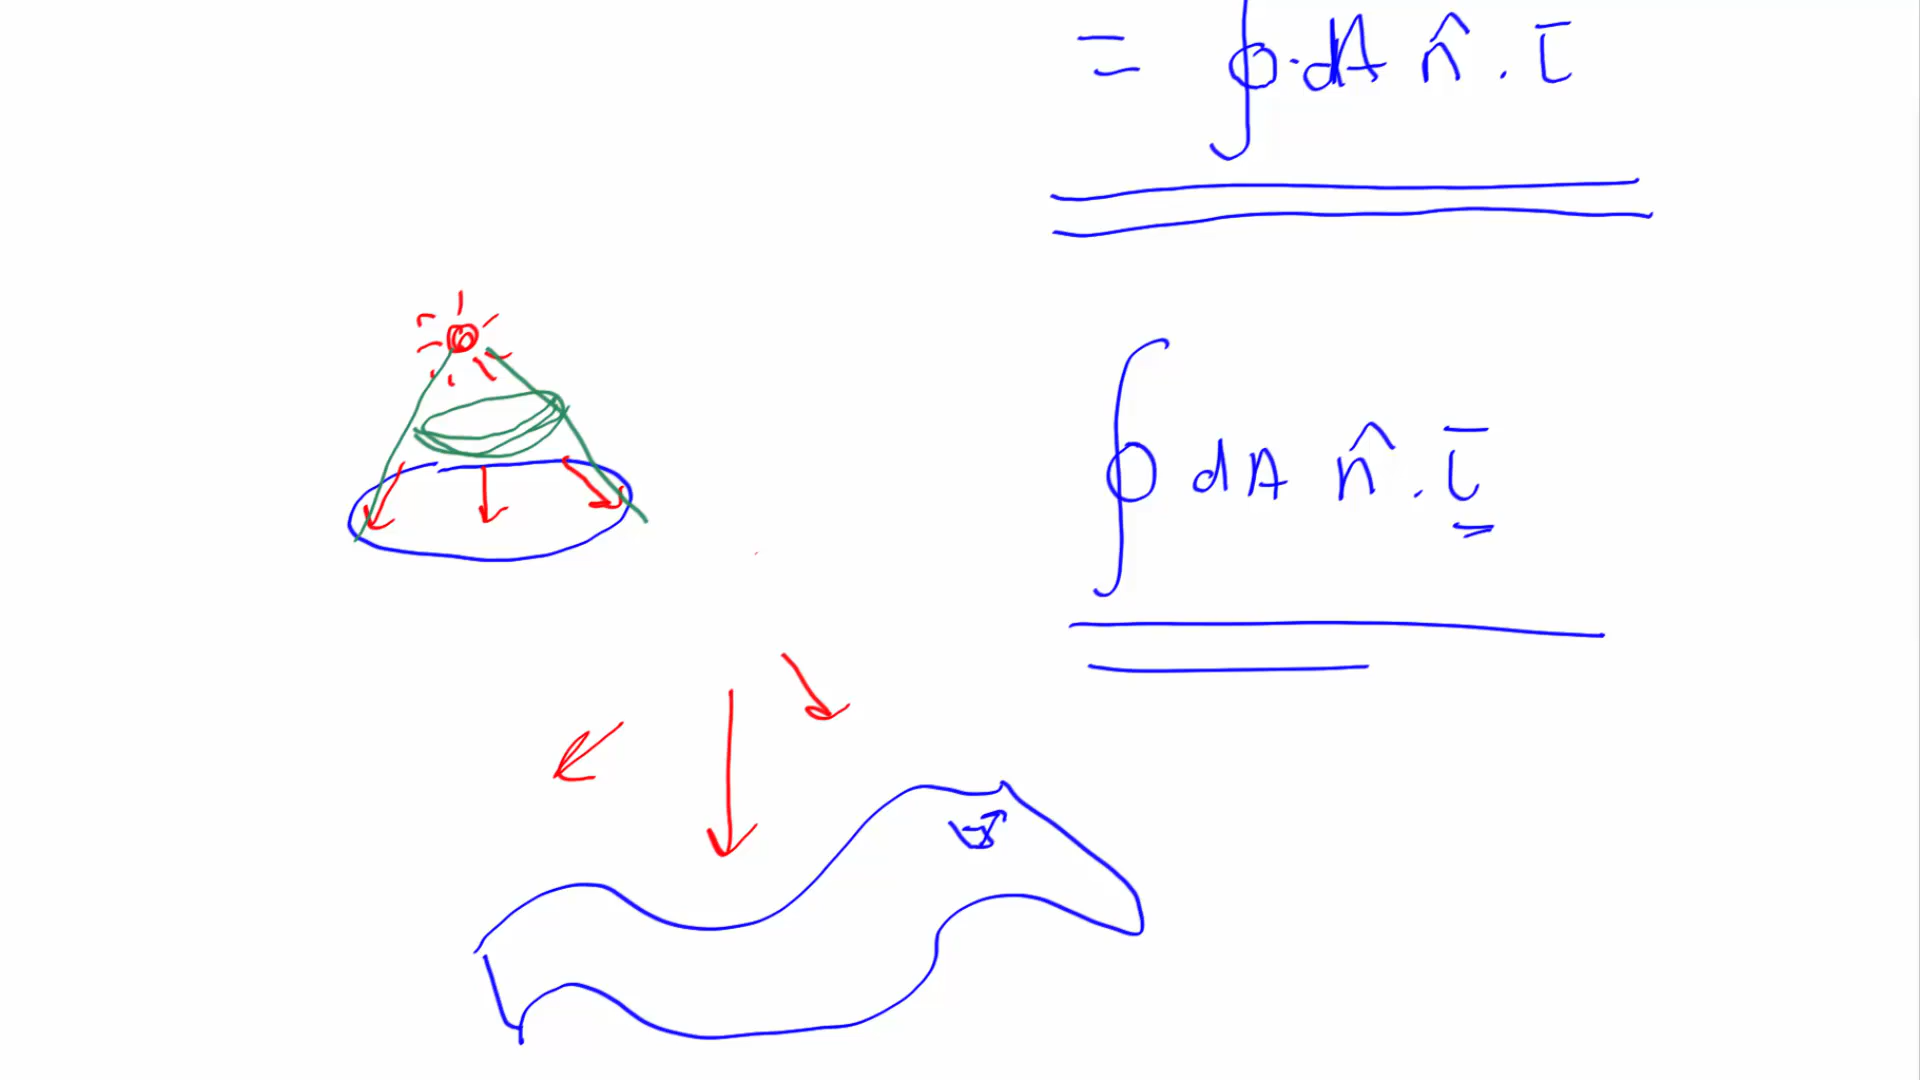 = ∮ · dA n̂ . Ī
∮ dA n̂ . Ī